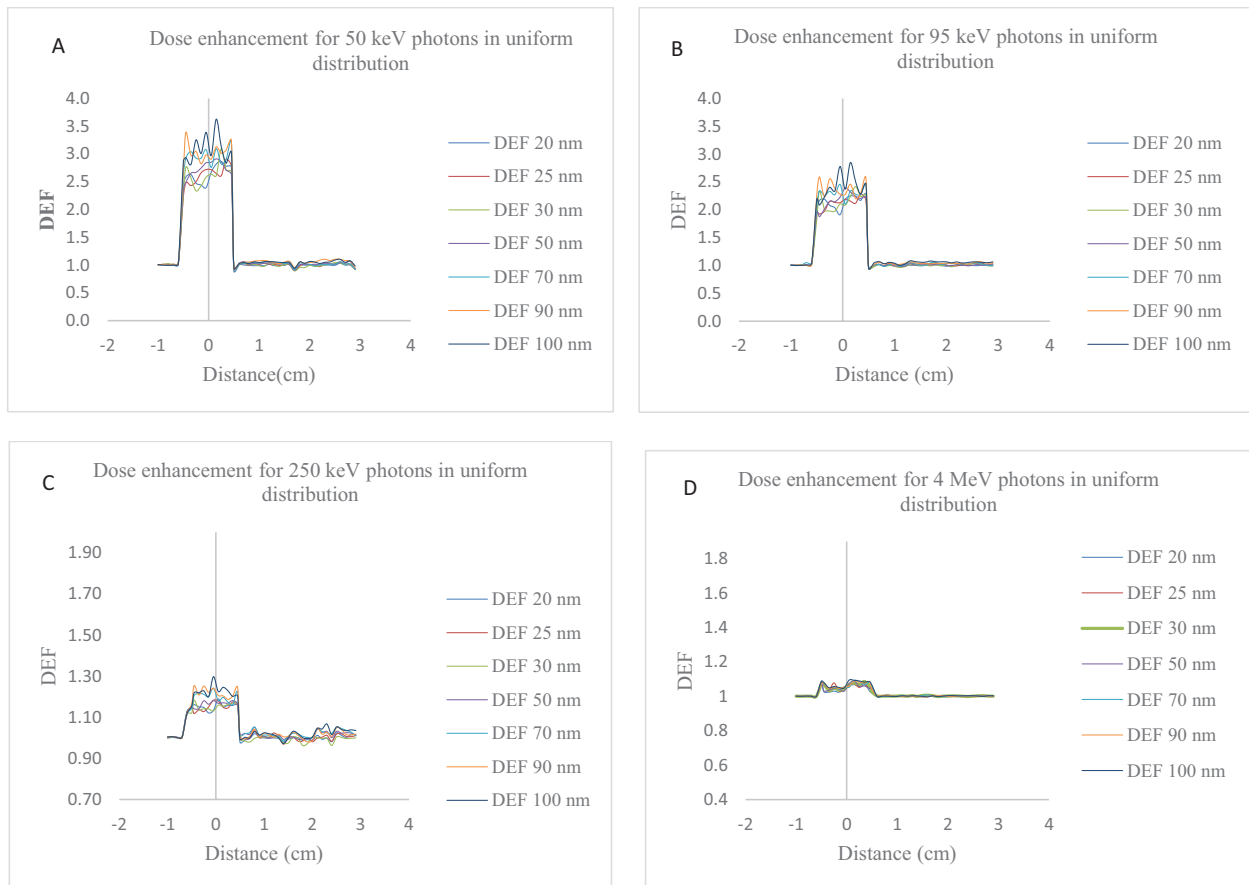 A
Dose enhancement for 50 keV photons in uniform
distribution
4.0
3.5
3.0
2.5
2.0
1.5
1.0
0.5
0.0
DEF
-2
-1
0
1
2
3
4
Distance(cm)
DEF 20 nm
DEF 25 nm
DEF 30 nm
DEF 50 nm
DEF 70 nm
DEF 90 nm
DEF 100 nm
B
Dose enhancement for 95 keV photons in uniform
distribution
4.0
3.5
3.0
2.5
2.0
1.5
1.0
0.5
0.0
DEF
-2
-1
0
1
2
3
4
Distance (cm)
DEF 20 nm
DEF 25 nm
DEF 30 nm
DEF 50 nm
DEF 70 nm
DEF 90 nm
DEF 100 nm
C
Dose enhancement for 250 keV photons in uniform
distribution
1.90
1.70
1.50
1.30
1.10
0.90
0.70
DEF
-2
-1
0
1
2
3
4
Distance (cm)
DEF 20 nm
DEF 25 nm
DEF 30 nm
DEF 50 nm
DEF 70 nm
DEF 90 nm
DEF 100 nm
D
Dose enhancement for 4 MeV photons in uniform
distribution
1.8
1.6
1.4
1.2
1
0.8
0.6
0.4
DEF
-2
-1
0
1
2
3
4
Distance (cm)
DEF 20 nm
DEF 25 nm
DEF 30 nm
DEF 50 nm
DEF 70 nm
DEF 90 nm
DEF 100 nm